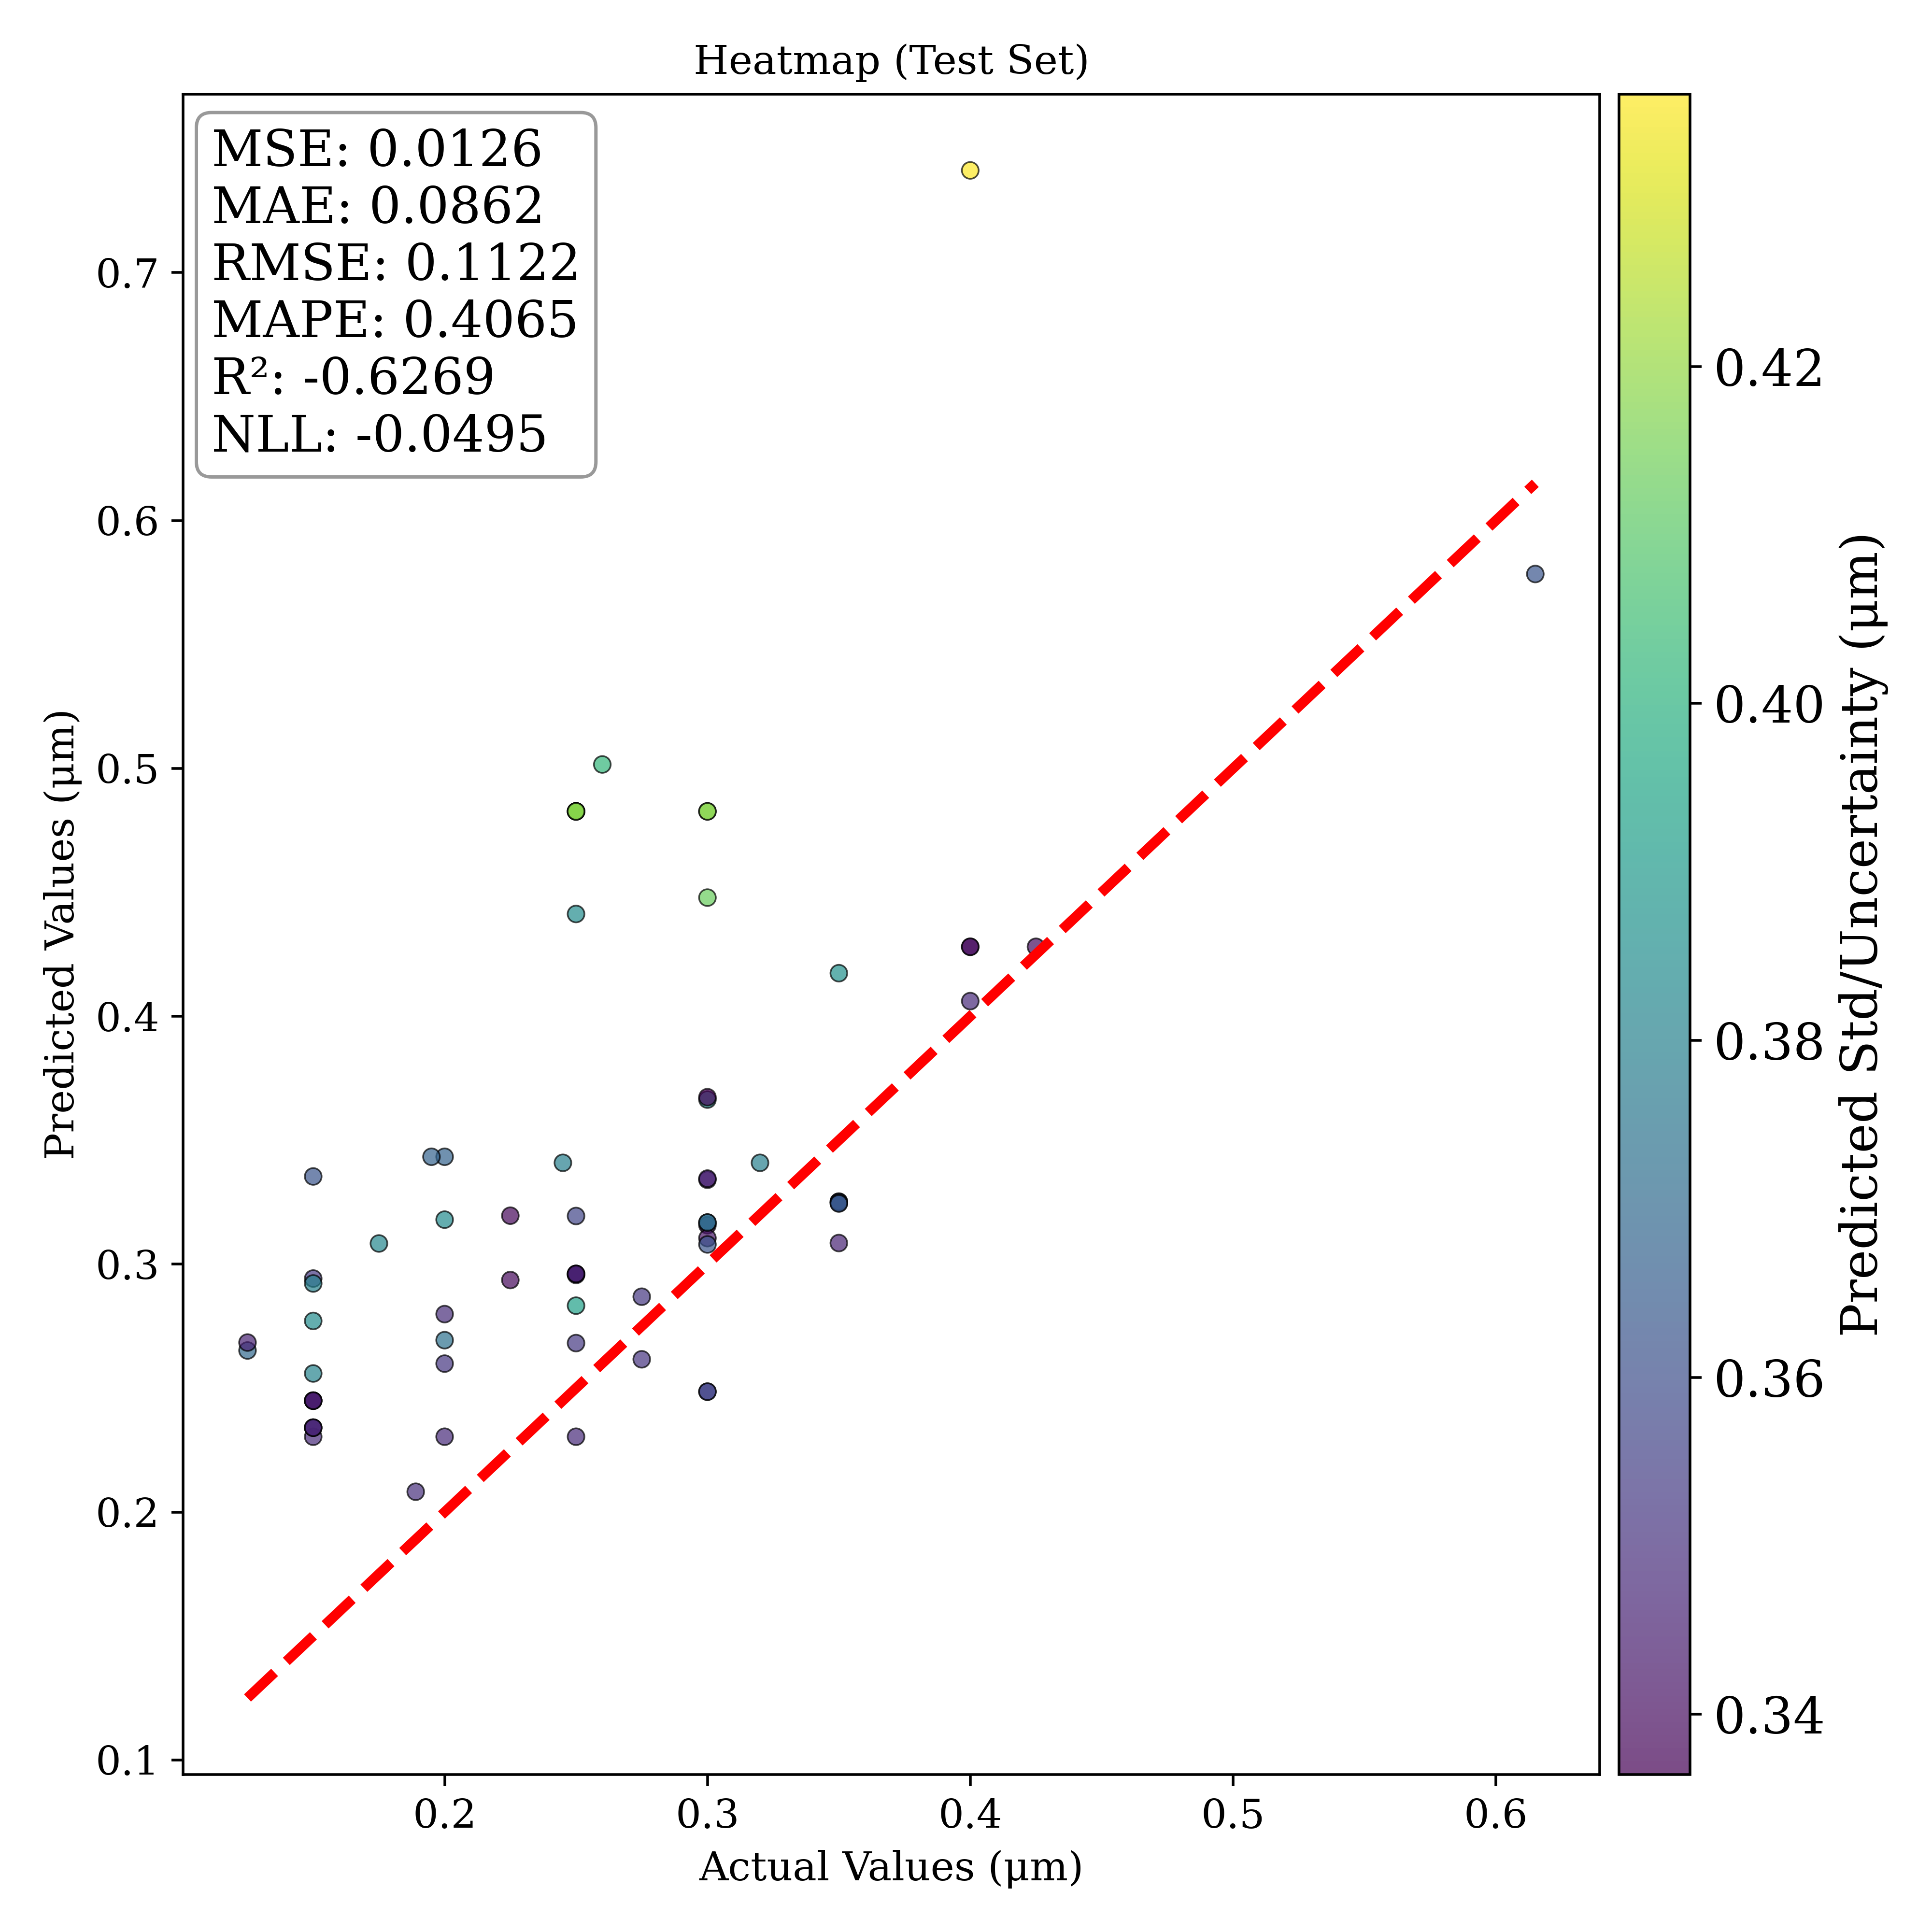 Heatmap (Test Set)
MSE: 0.0126
MAE: 0.0862
RMSE: 0.1122
MAPE: 0.4065
R²: -0.6269
NLL: -0.0495
Predicted Values (μm)
0.7
0.6
0.5
0.4
0.3
0.2
0.1
0.2
0.3
0.4
0.5
0.6
Actual Values (μm)
0.42
0.40
0.38
0.36
0.34
Predicted Std/Uncertainty (μm)